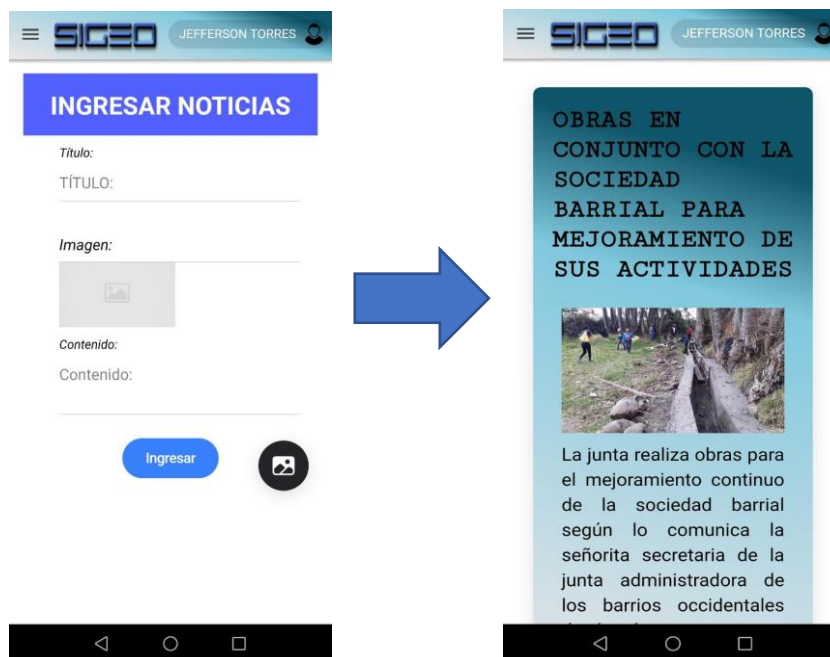 SIGEO JEFFERSON TORRES
INGRESAR NOTICIAS
Título:
TÍTULO:
Imagen:
Contenido:
Contenido:
Ingresar
SIGEO JEFFERSON TORRES
OBRAS EN
CONJUNTO CON LA
SOCIEDAD
BARRIAL PARA
MEJORAMIENTO DE
SUS ACTIVIDADES
La junta realiza obras para
el mejoramiento continuo
de la sociedad barrial
según lo comunica la
señorita secretaria de la
junta administradora de
los barrios occidentales